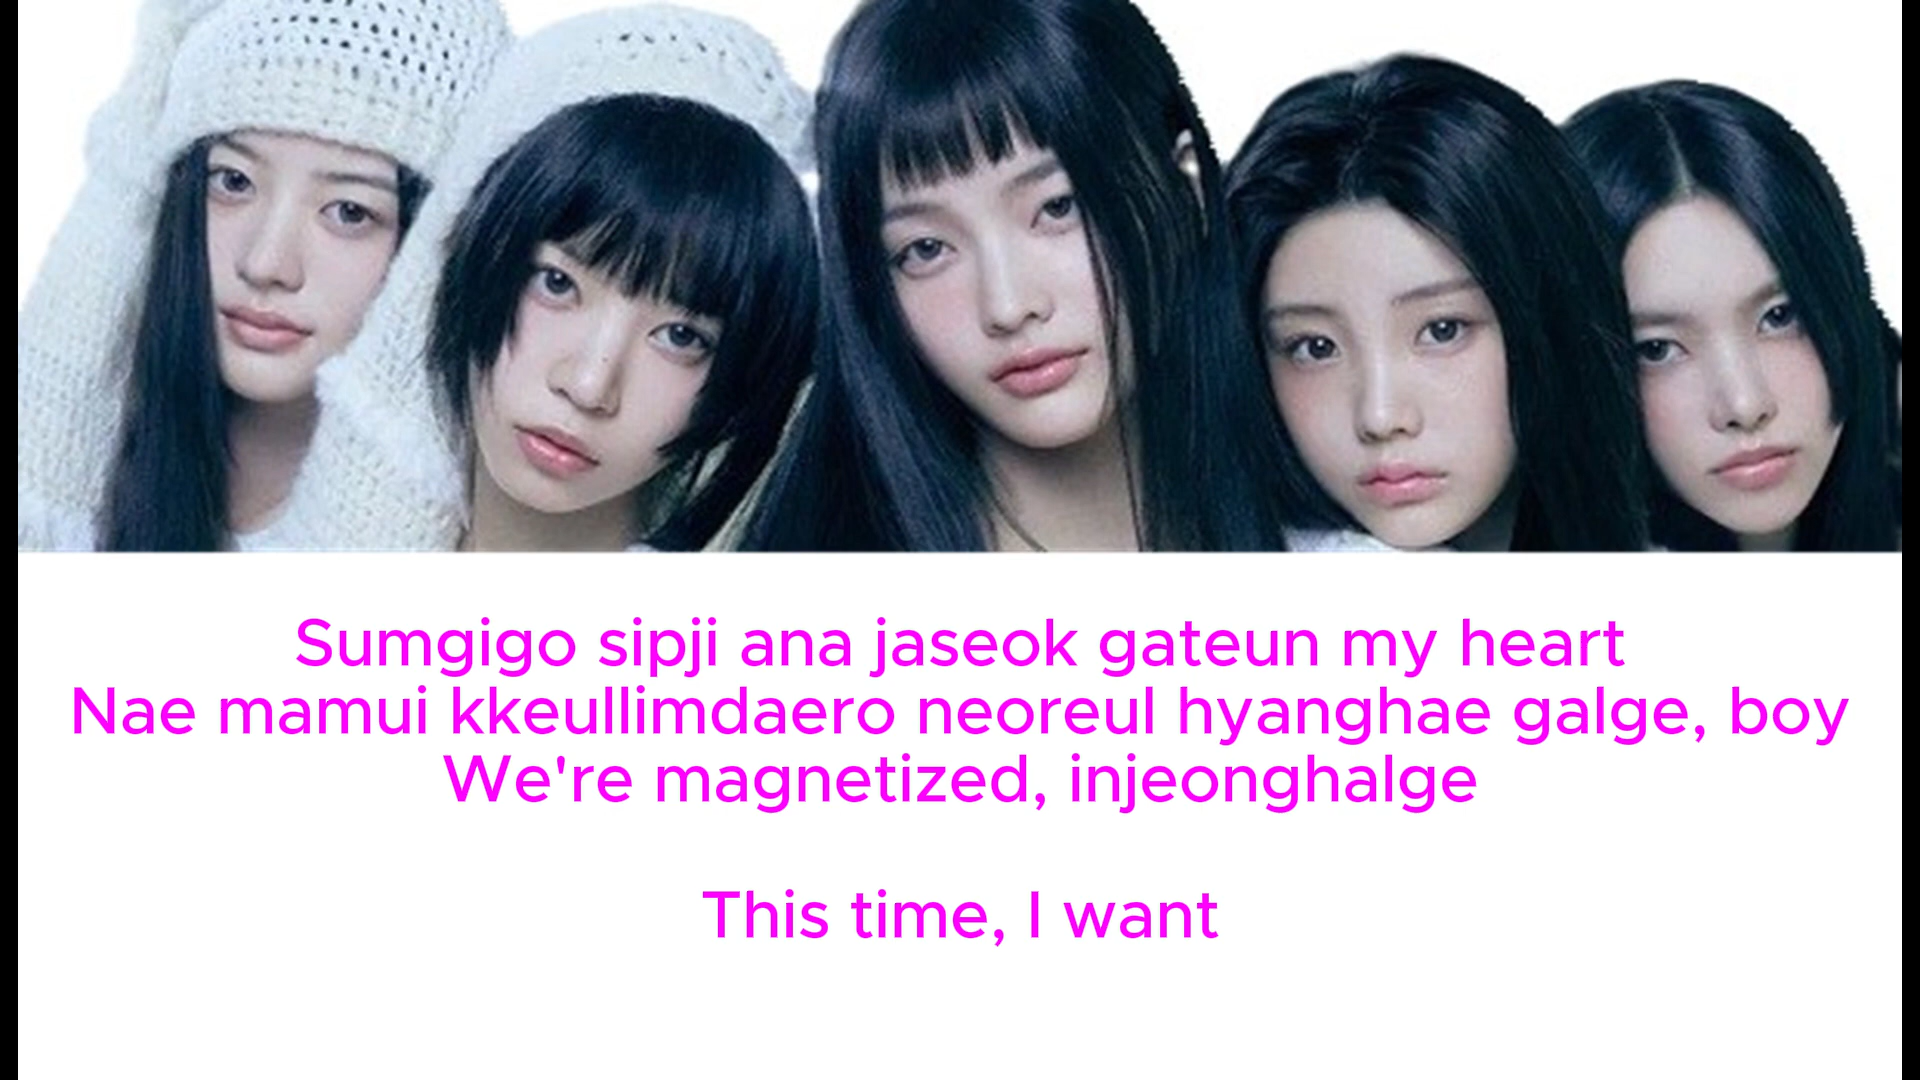 Sumgigo sipji ana jaseok gateun my heart
Nae mamui kkeullimdaero neoreul hyanghae galge, boy
We're magnetized, injeonghalge
This time, I want